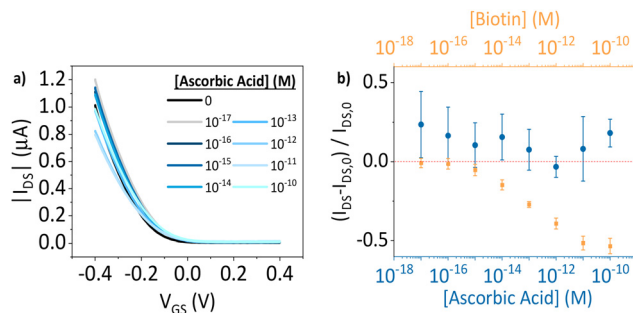 a)
[Ascorbic Acid] (M)
0
10⁻¹⁷ 10⁻¹³
10⁻¹⁶ 10⁻¹²
10⁻¹⁵ 10⁻¹¹
10⁻¹⁴ 10⁻¹⁰
|I_DS| (µA)
1.2
1.0
0.8
0.6
0.4
0.2
0.0
-0.4 -0.2 0.0 0.2 0.4
V_GS (V)
[Biotin] (M)
10⁻¹⁸ 10⁻¹⁶ 10⁻¹⁴ 10⁻¹² 10⁻¹⁰
b)
(I_DS-I_DS,0) / I_DS,0
0.5
0.0
-0.5
10⁻¹⁸ 10⁻¹⁶ 10⁻¹⁴ 10⁻¹² 10⁻¹⁰
[Ascorbic Acid] (M)